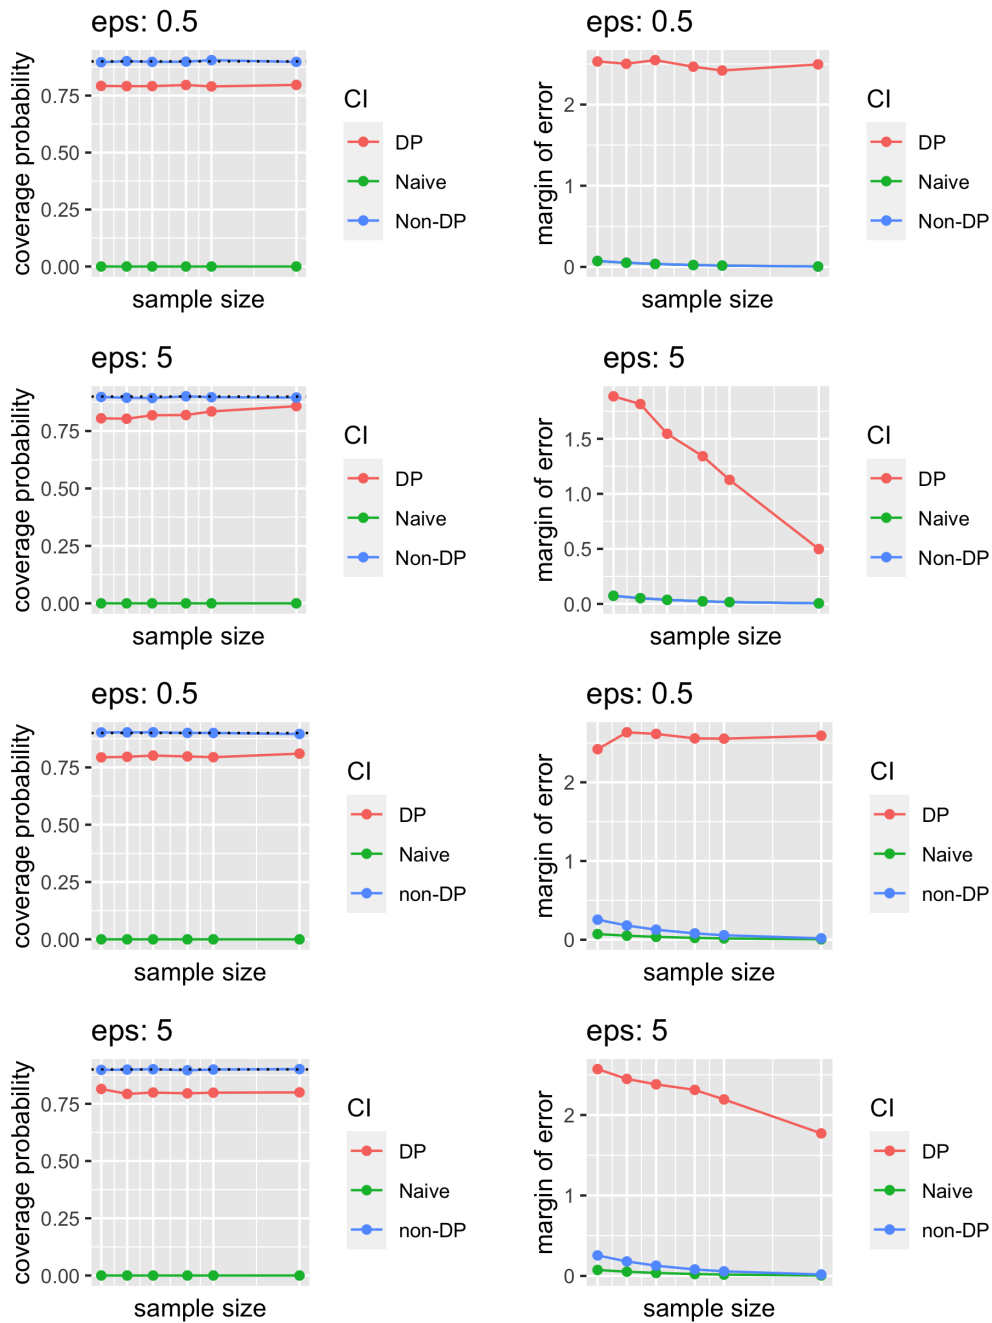 eps: 0.5
coverage probability
0.75
0.50
0.25
0.00
sample size
CI
DP
Naive
Non-DP
eps: 0.5
margin of error
2
1
0
sample size
CI
DP
Naive
Non-DP
eps: 5
coverage probability
0.75
0.50
0.25
0.00
sample size
CI
DP
Naive
Non-DP
eps: 5
margin of error
1.5
1.0
0.5
0.0
sample size
CI
DP
Naive
Non-DP
eps: 0.5
coverage probability
0.75
0.50
0.25
0.00
sample size
CI
DP
Naive
non-DP
eps: 0.5
margin of error
2
1
0
sample size
CI
DP
Naive
non-DP
eps: 5
coverage probability
0.75
0.50
0.25
0.00
sample size
CI
DP
Naive
non-DP
eps: 5
margin of error
2
1
0
sample size
CI
DP
Naive
non-DP